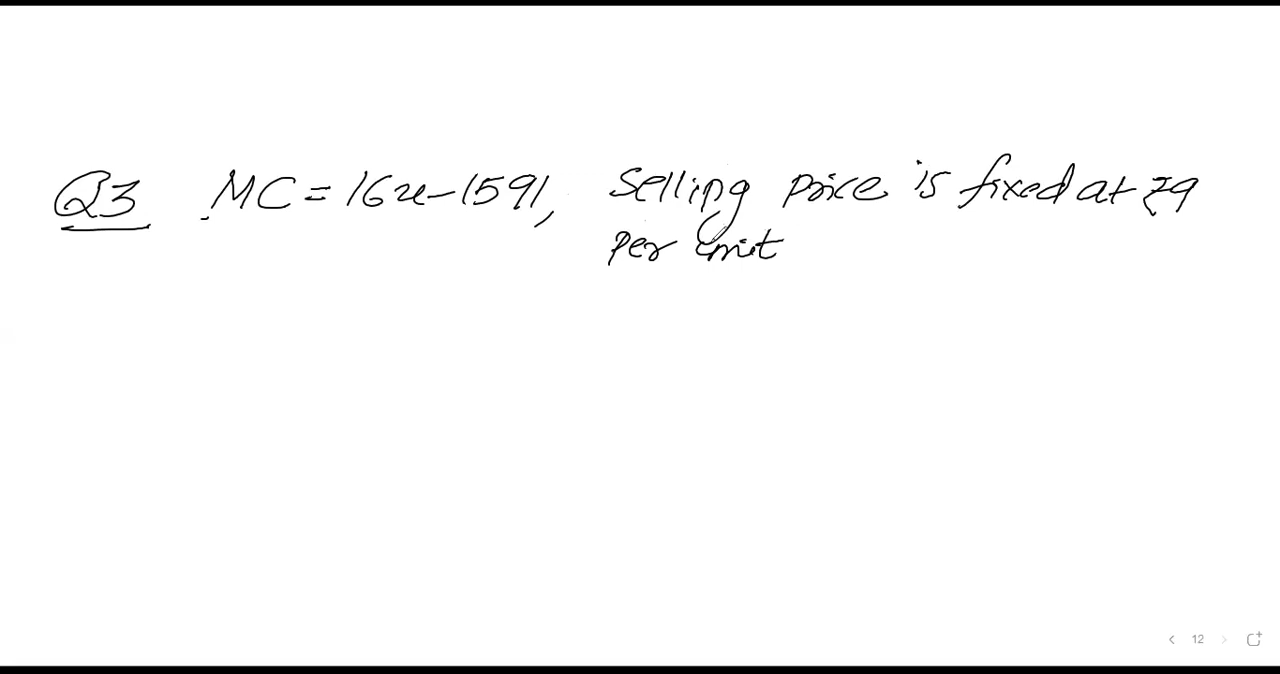 Q3 MC = 16x - 1591, Selling Price is fixed at ₹9
Per unit
12